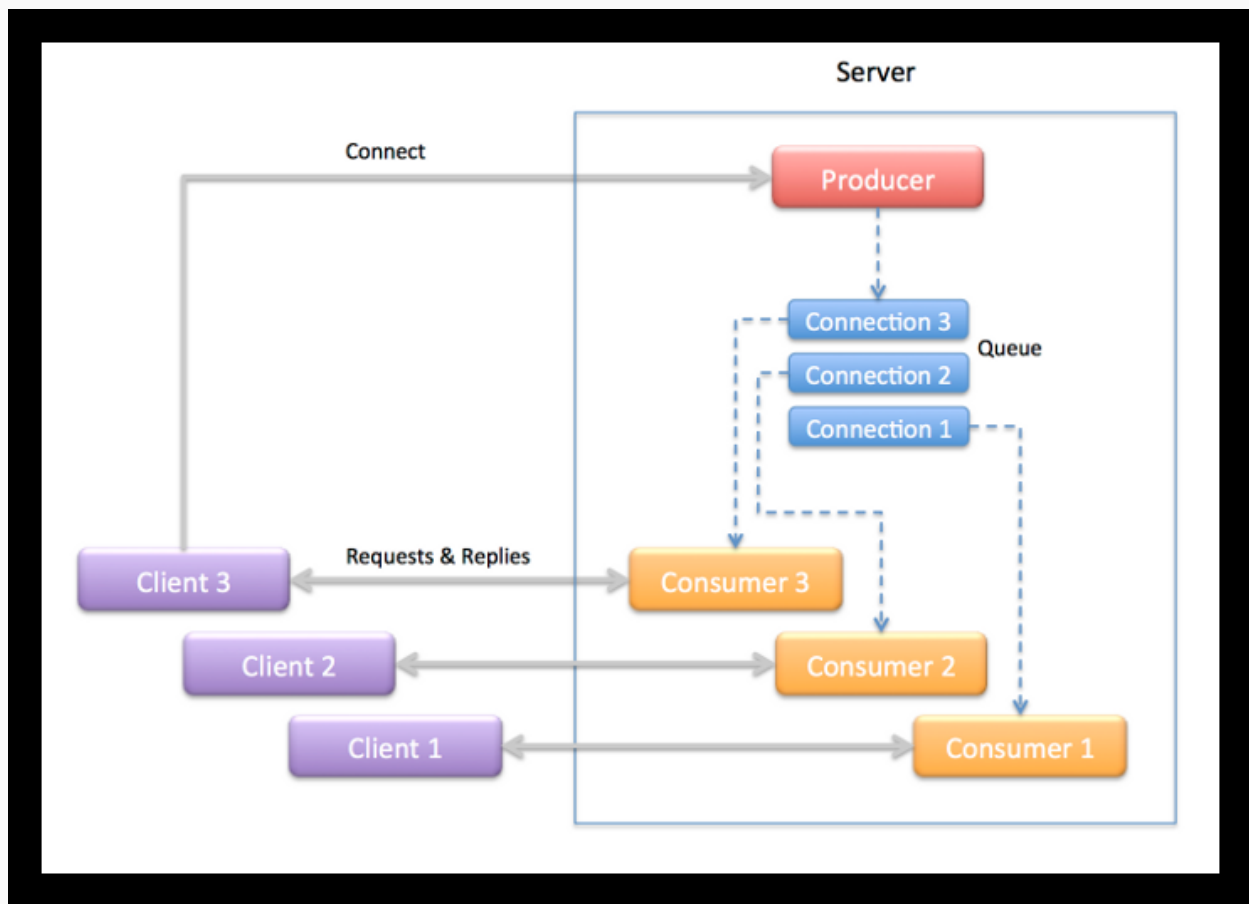 Server
Connect
Producer
Connection 3
Queue
Connection 2
Connection 1
Requests & Replies
Client 3
Consumer 3
Client 2
Consumer 2
Client 1
Consumer 1